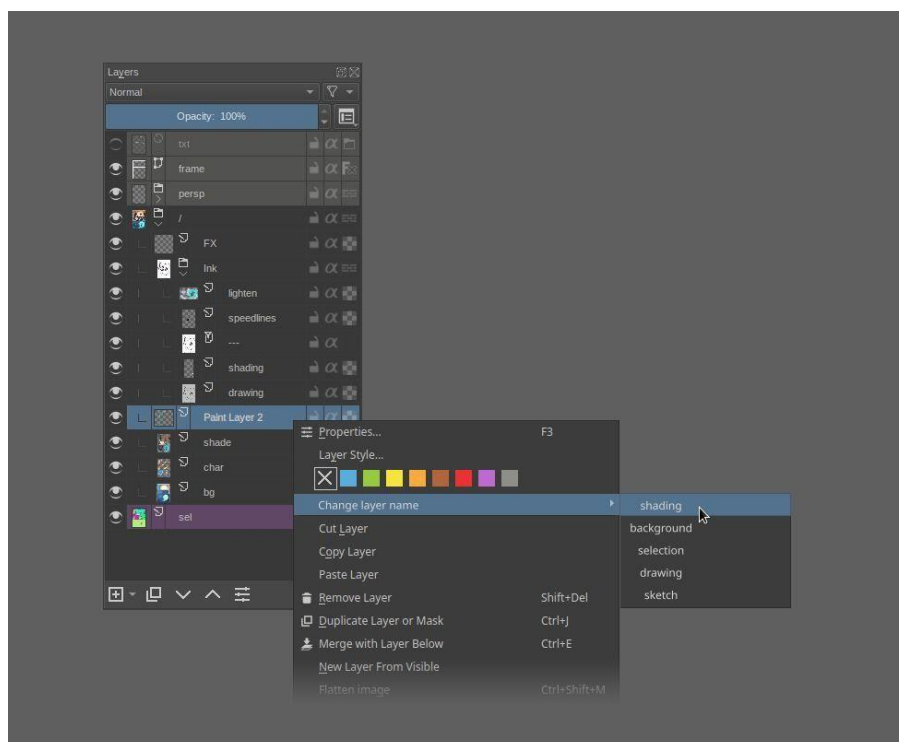 Layers
Normal
Opacity: 100%
txt
frame
persp
/
FX
Ink
lighten
speedlines
---
shading
drawing
Paint Layer 2
shade
char
bg
sel
Properties... F3
Layer Style...
Change layer name
Cut Layer
Copy Layer
Paste Layer
Remove Layer Shift+Del
Duplicate Layer or Mask Ctrl+J
Merge with Layer Below Ctrl+E
New Layer From Visible
Flatten image Ctrl+Shift+M
shading
background
selection
drawing
sketch